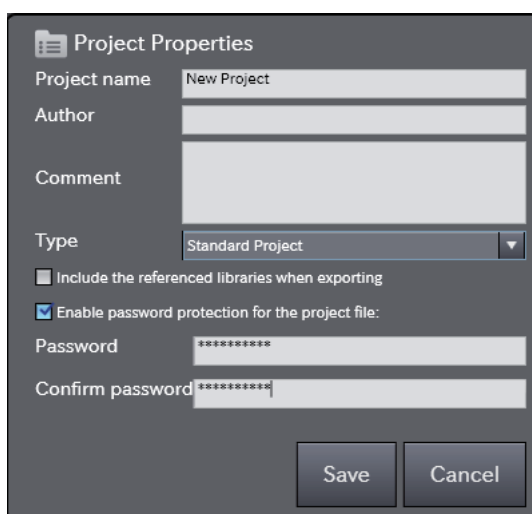 Project Properties
Project name New Project
Author
Comment
Type Standard Project
Include the referenced libraries when exporting
Enable password protection for the project file:
Password **********
Confirm password **********
Save Cancel